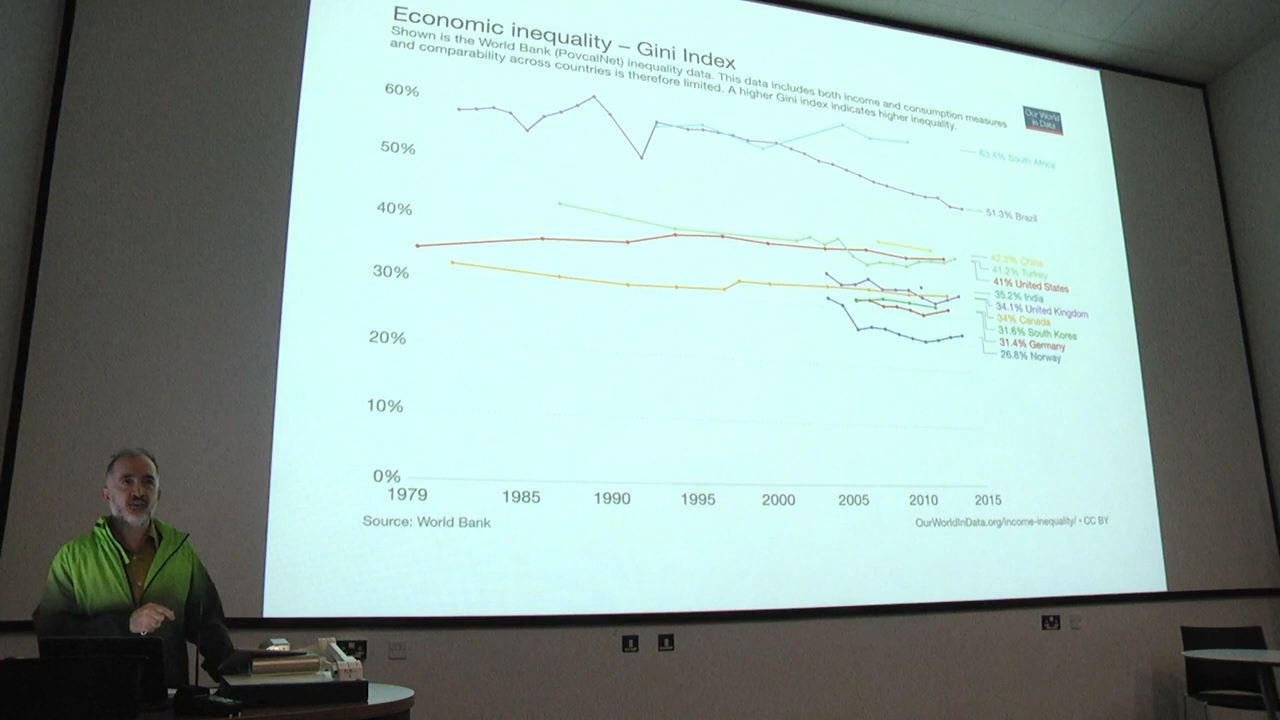 Economic inequality – Gini Index
Shown is the World Bank (PovcalNet) inequality data. This data includes both income and consumption measures
and comparability across countries is therefore limited. A higher Gini index indicates higher inequality.
Our World
in Data
60%
50%
40%
30%
20%
10%
0%
63.4% South Africa
51.3% Brazil
42.2% China
41.2% Turkey
41% United States
35.2% India
34.1% United Kingdom
34% Canada
31.6% South Korea
31.4% Germany
26.8% Norway
1979 1985 1990 1995 2000 2005 2010 2015
Source: World Bank
OurWorldInData.org/income-inequality/ • CC BY